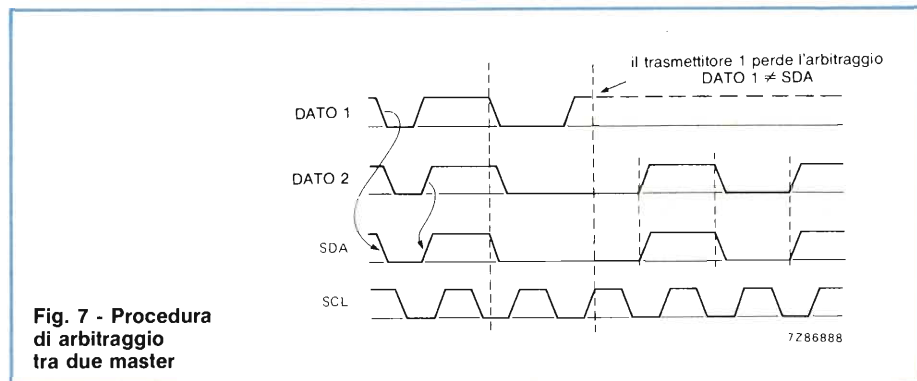 il trasmettitore 1 perde l'arbitraggio
DATO 1 ≠ SDA
DATO 1
DATO 2
SDA
SCL
7Z86888
Fig. 7 - Procedura
di arbitraggio
tra due master